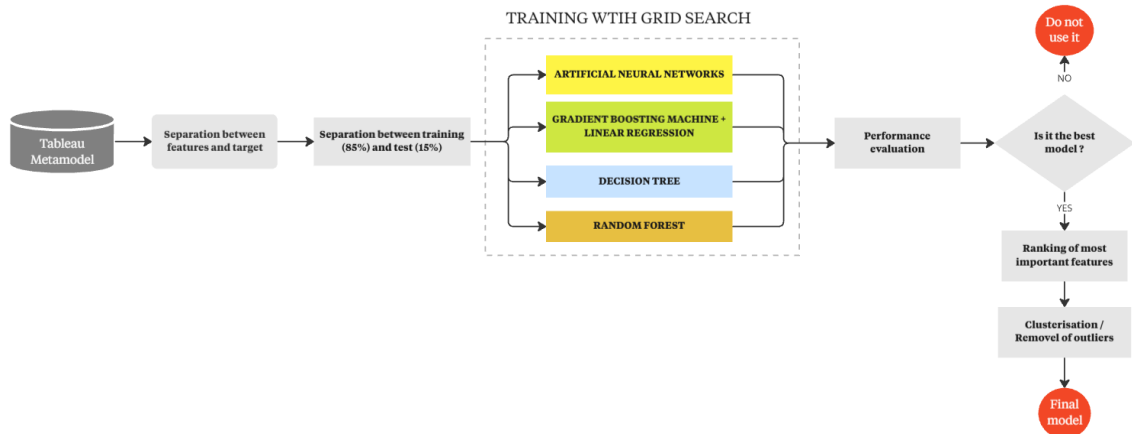 TRAINING WTIH GRID SEARCH
Do not
use it
NO
ARTIFICIAL NEURAL NETWORKS
GRADIENT BOOSTING MACHINE +
LINEAR REGRESSION
DECISION TREE
RANDOM FOREST
Tableau
Metamodel
Separation between
features and target
Separation between training
(85%) and test (15%)
Performance
evaluation
Is it the best
model ?
YES
Ranking of most
important features
Clusterisation /
Removel of outliers
Final
model